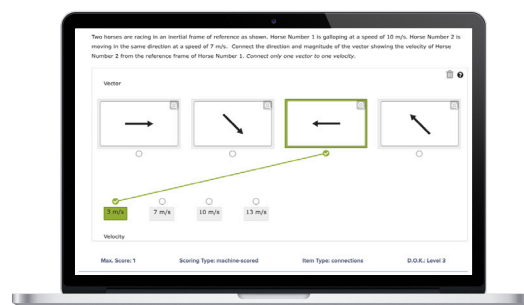 Two horses are racing in an inertial frame of reference as shown. Horse Number 1 is galloping at a speed of 10 m/s. Horse Number 2 is
moving in the same direction at a speed of 7 m/s. Connect the direction and magnitude of the vector showing the velocity of Horse
Number 2 from the reference frame of Horse Number 1. Connect only one vector to one velocity.
Vector
3 m/s 7 m/s 10 m/s 13 m/s
Velocity
Max. Score: 1 Scoring Type: machine-scored Item Type: connections D.O.K.: Level 3